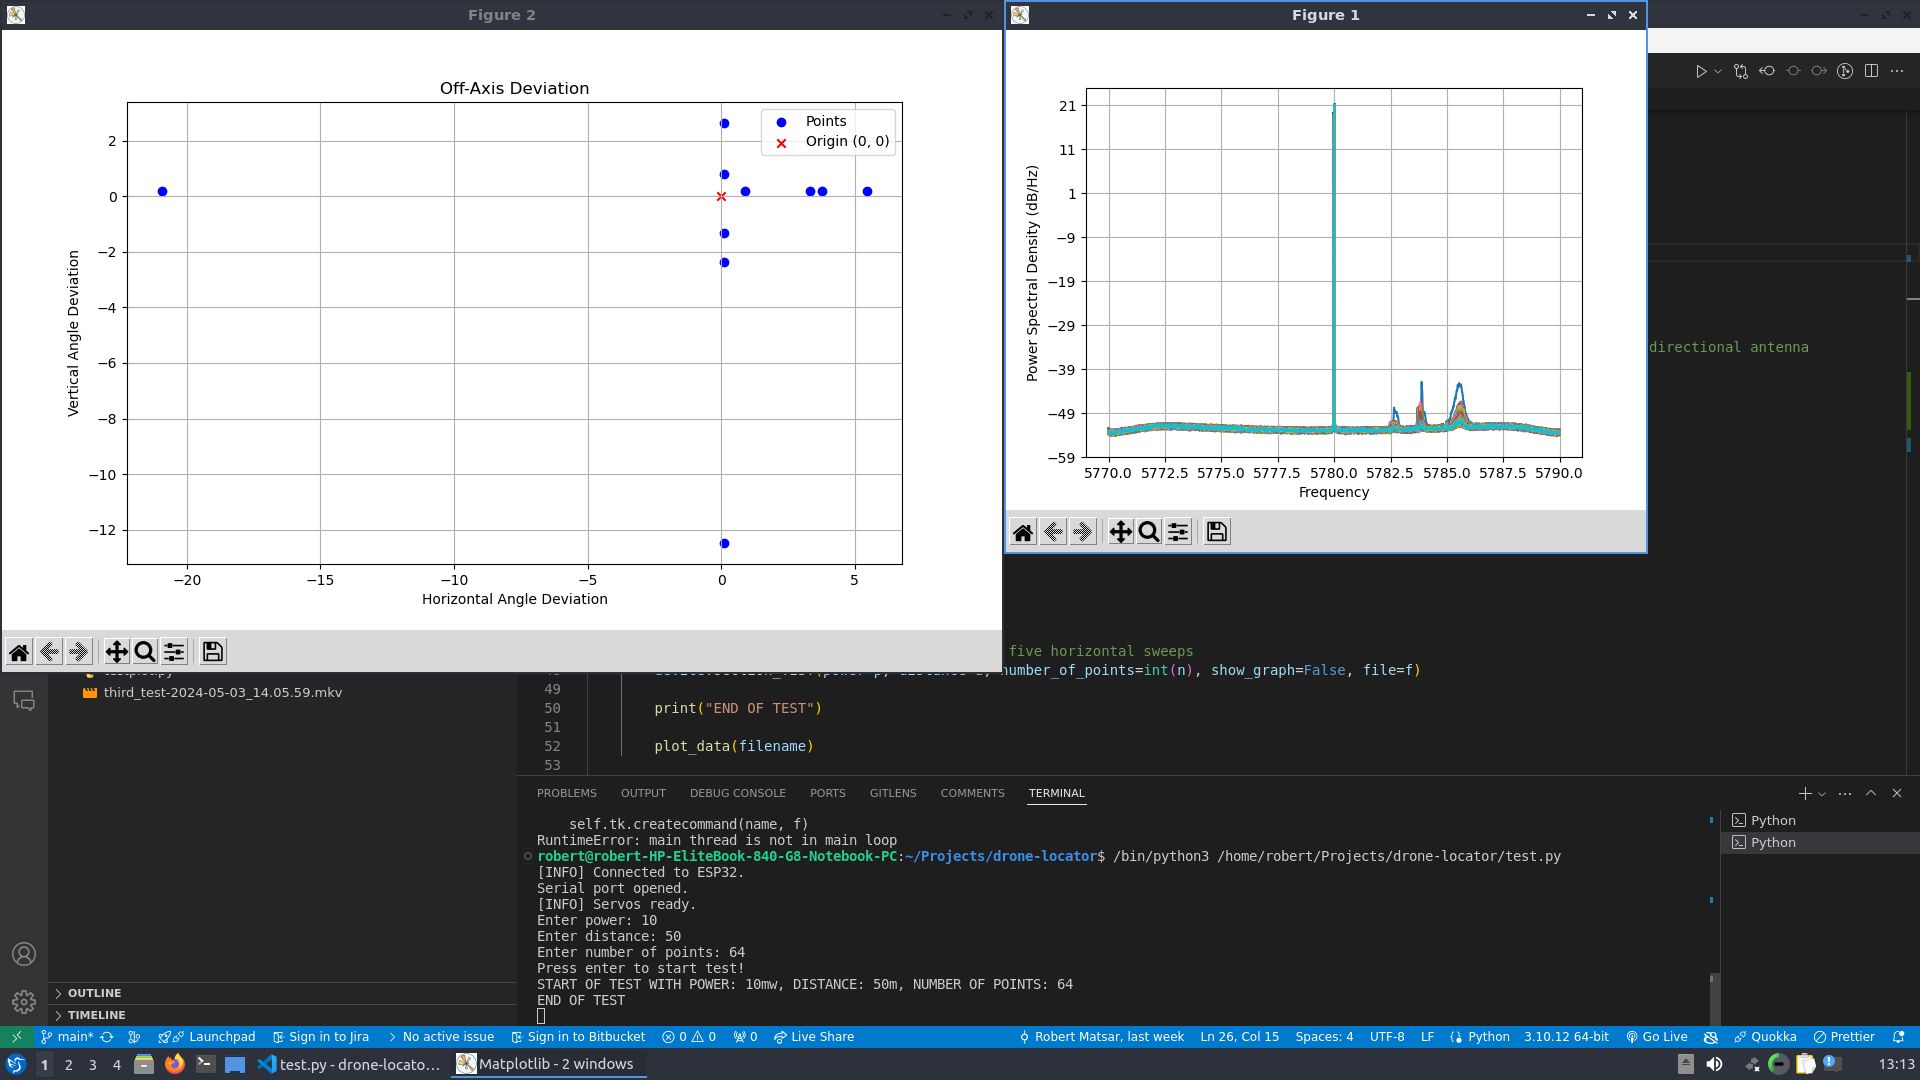 Figure 2
Off-Axis Deviation
Points
Origin (0, 0)
2
0
−2
−4
−6
−8
−10
−12
Vertical Angle Deviation
−20
−15
−10
−5
0
5
Horizontal Angle Deviation
Figure 1
21
11
1
−9
−19
−29
−39
−49
−59
Power Spectral Density (dB/Hz)
5770.0
5772.5
5775.0
5777.5
5780.0
5782.5
5785.0
5787.5
5790.0
Frequency
directional antenna
five horizontal sweeps
number_of_points=int(n), show_graph=False, file=f)
third_test-2024-05-03_14.05.59.mkv
49
50 print("END OF TEST")
51
52 plot_data(filename)
53
PROBLEMS
OUTPUT
DEBUG CONSOLE
PORTS
GITLENS
COMMENTS
TERMINAL
self.tk.createcommand(name, f)
RuntimeError: main thread is not in main loop
robert@robert-HP-EliteBook-840-G8-Notebook-PC:~/Projects/drone-locator$ /bin/python3 /home/robert/Projects/drone-locator/test.py
[INFO] Connected to ESP32.
Serial port opened.
[INFO] Servos ready.
Enter power: 10
Enter distance: 50
Enter number of points: 64
Press enter to start test!
START OF TEST WITH POWER: 10mw, DISTANCE: 50m, NUMBER OF POINTS: 64
END OF TEST
Python
Python
OUTLINE
TIMELINE
main*
Launchpad
Sign in to Jira
No active issue
Sign in to Bitbucket
0
0
0
Live Share
Robert Matsar, last week
Ln 26, Col 15
Spaces: 4
UTF-8
LF
Python
3.10.12 64-bit
Go Live
Quokka
Prettier
1
2
3
4
test.py - drone-locato...
Matplotlib - 2 windows
13:13